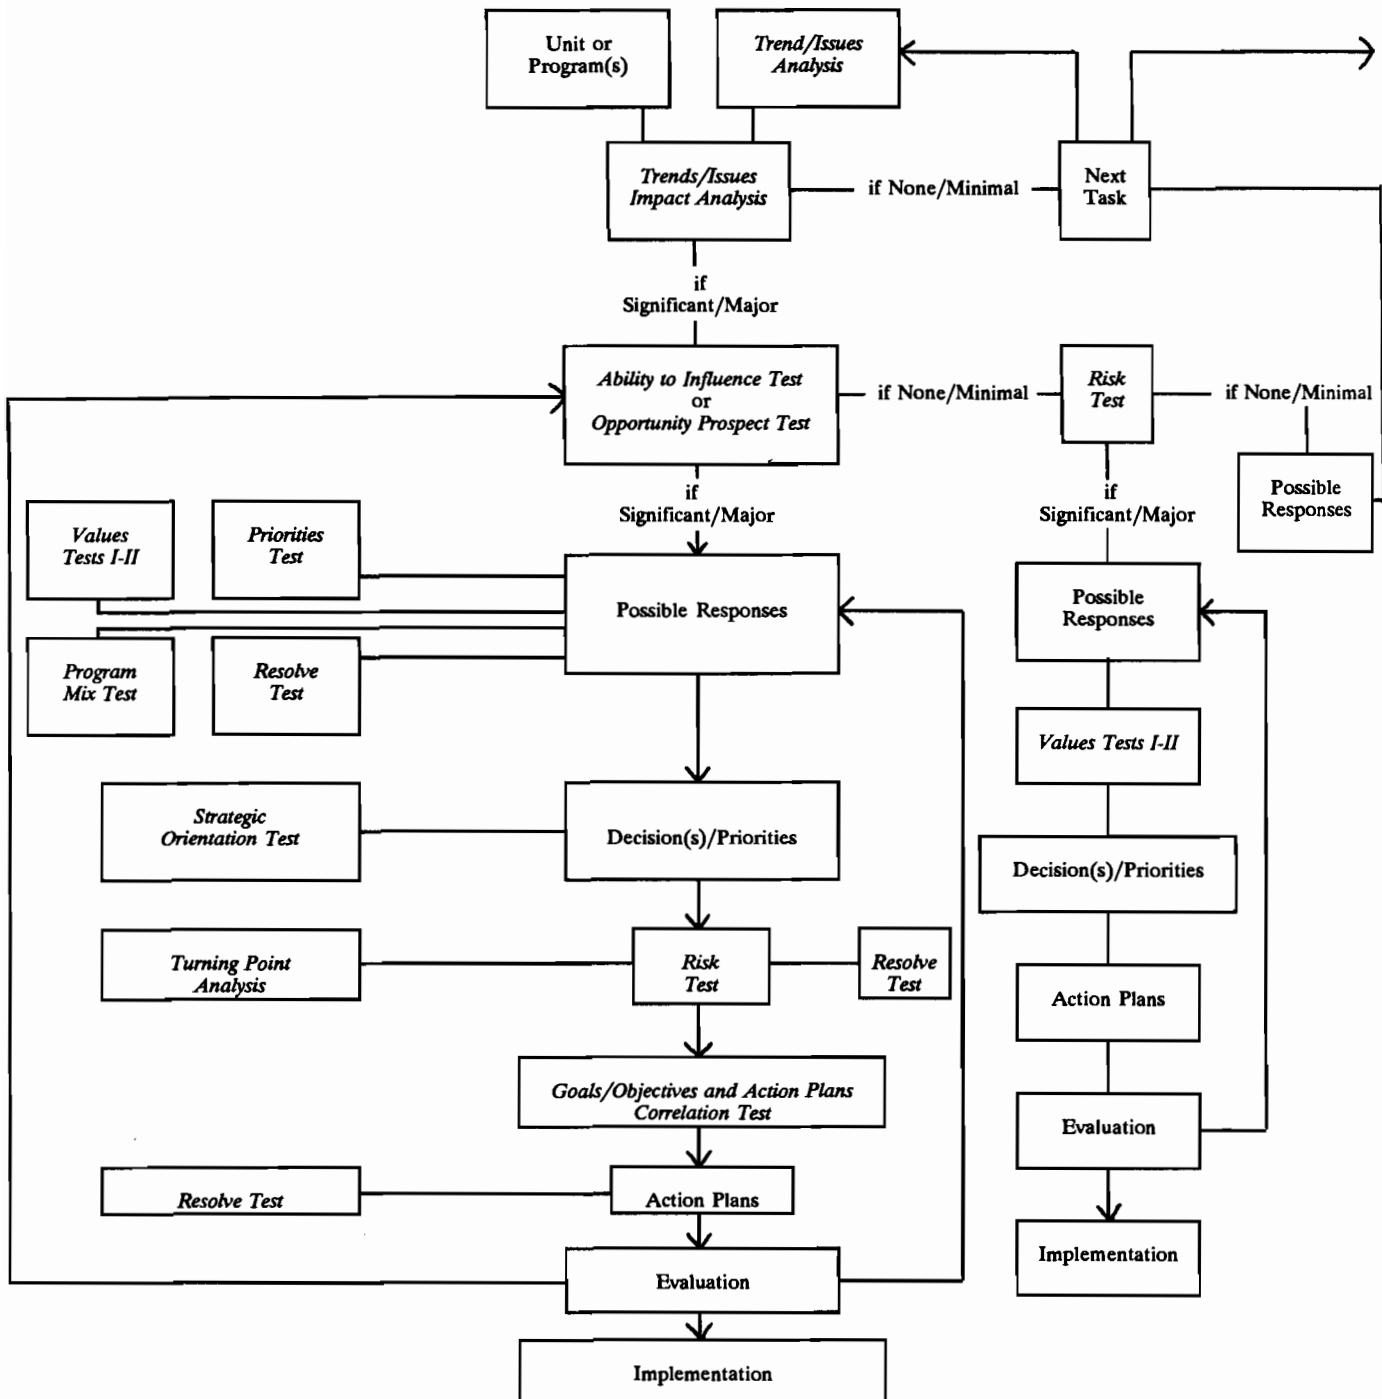 Unit or
Program(s)
Trend/Issues
Analysis
Trends/Issues
Impact Analysis
if None/Minimal
Next
Task
if
Significant/Major
Ability to Influence Test
or
Opportunity Prospect Test
if None/Minimal
Risk
Test
if None/Minimal
Possible
Responses
if
Significant/Major
if
Significant/Major
Values
Tests I-II
Priorities
Test
Possible Responses
Possible
Responses
Program
Mix Test
Resolve
Test
Values Tests I-II
Strategic
Orientation Test
Decision(s)/Priorities
Decision(s)/Priorities
Turning Point
Analysis
Risk
Test
Resolve
Test
Action Plans
Goals/Objectives and Action Plans
Correlation Test
Evaluation
Resolve Test
Action Plans
Implementation
Evaluation
Implementation